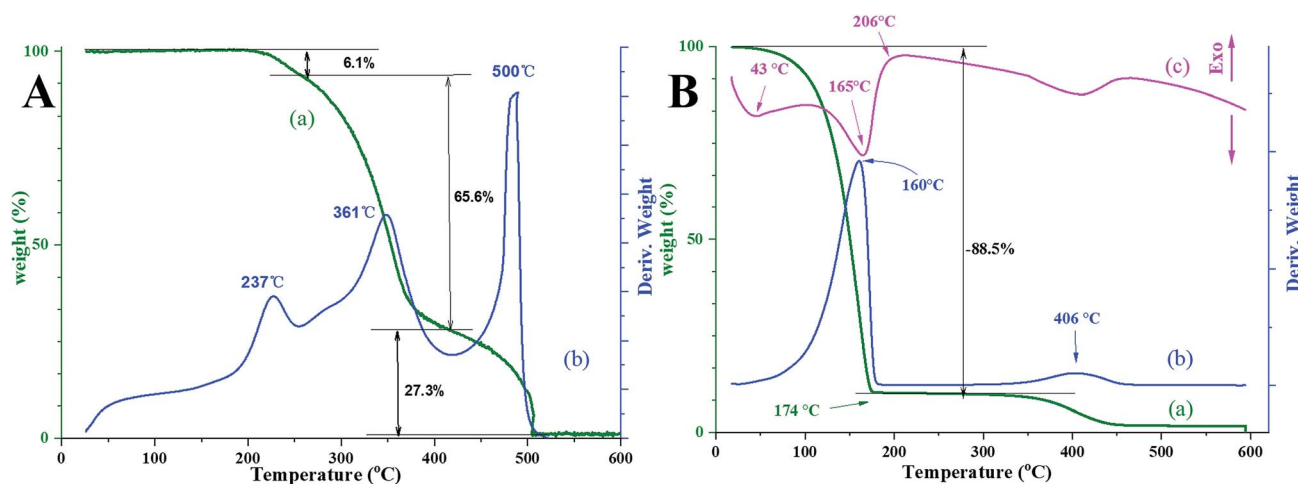 A
100
50
0
weight (%)
0
100
200
300
400
500
600
Temperature (°C)
Deriv. Weight
6.1%
65.6%
27.3%
237℃
361℃
500℃
(a)
(b)
B
100
50
0
weight (%)
0
100
200
300
400
500
600
Temperature (°C)
Deriv. Weight
43 °C
165°C
206°C
160°C
174 °C
406 °C
-88.5%
Exo
(c)
(b)
(a)